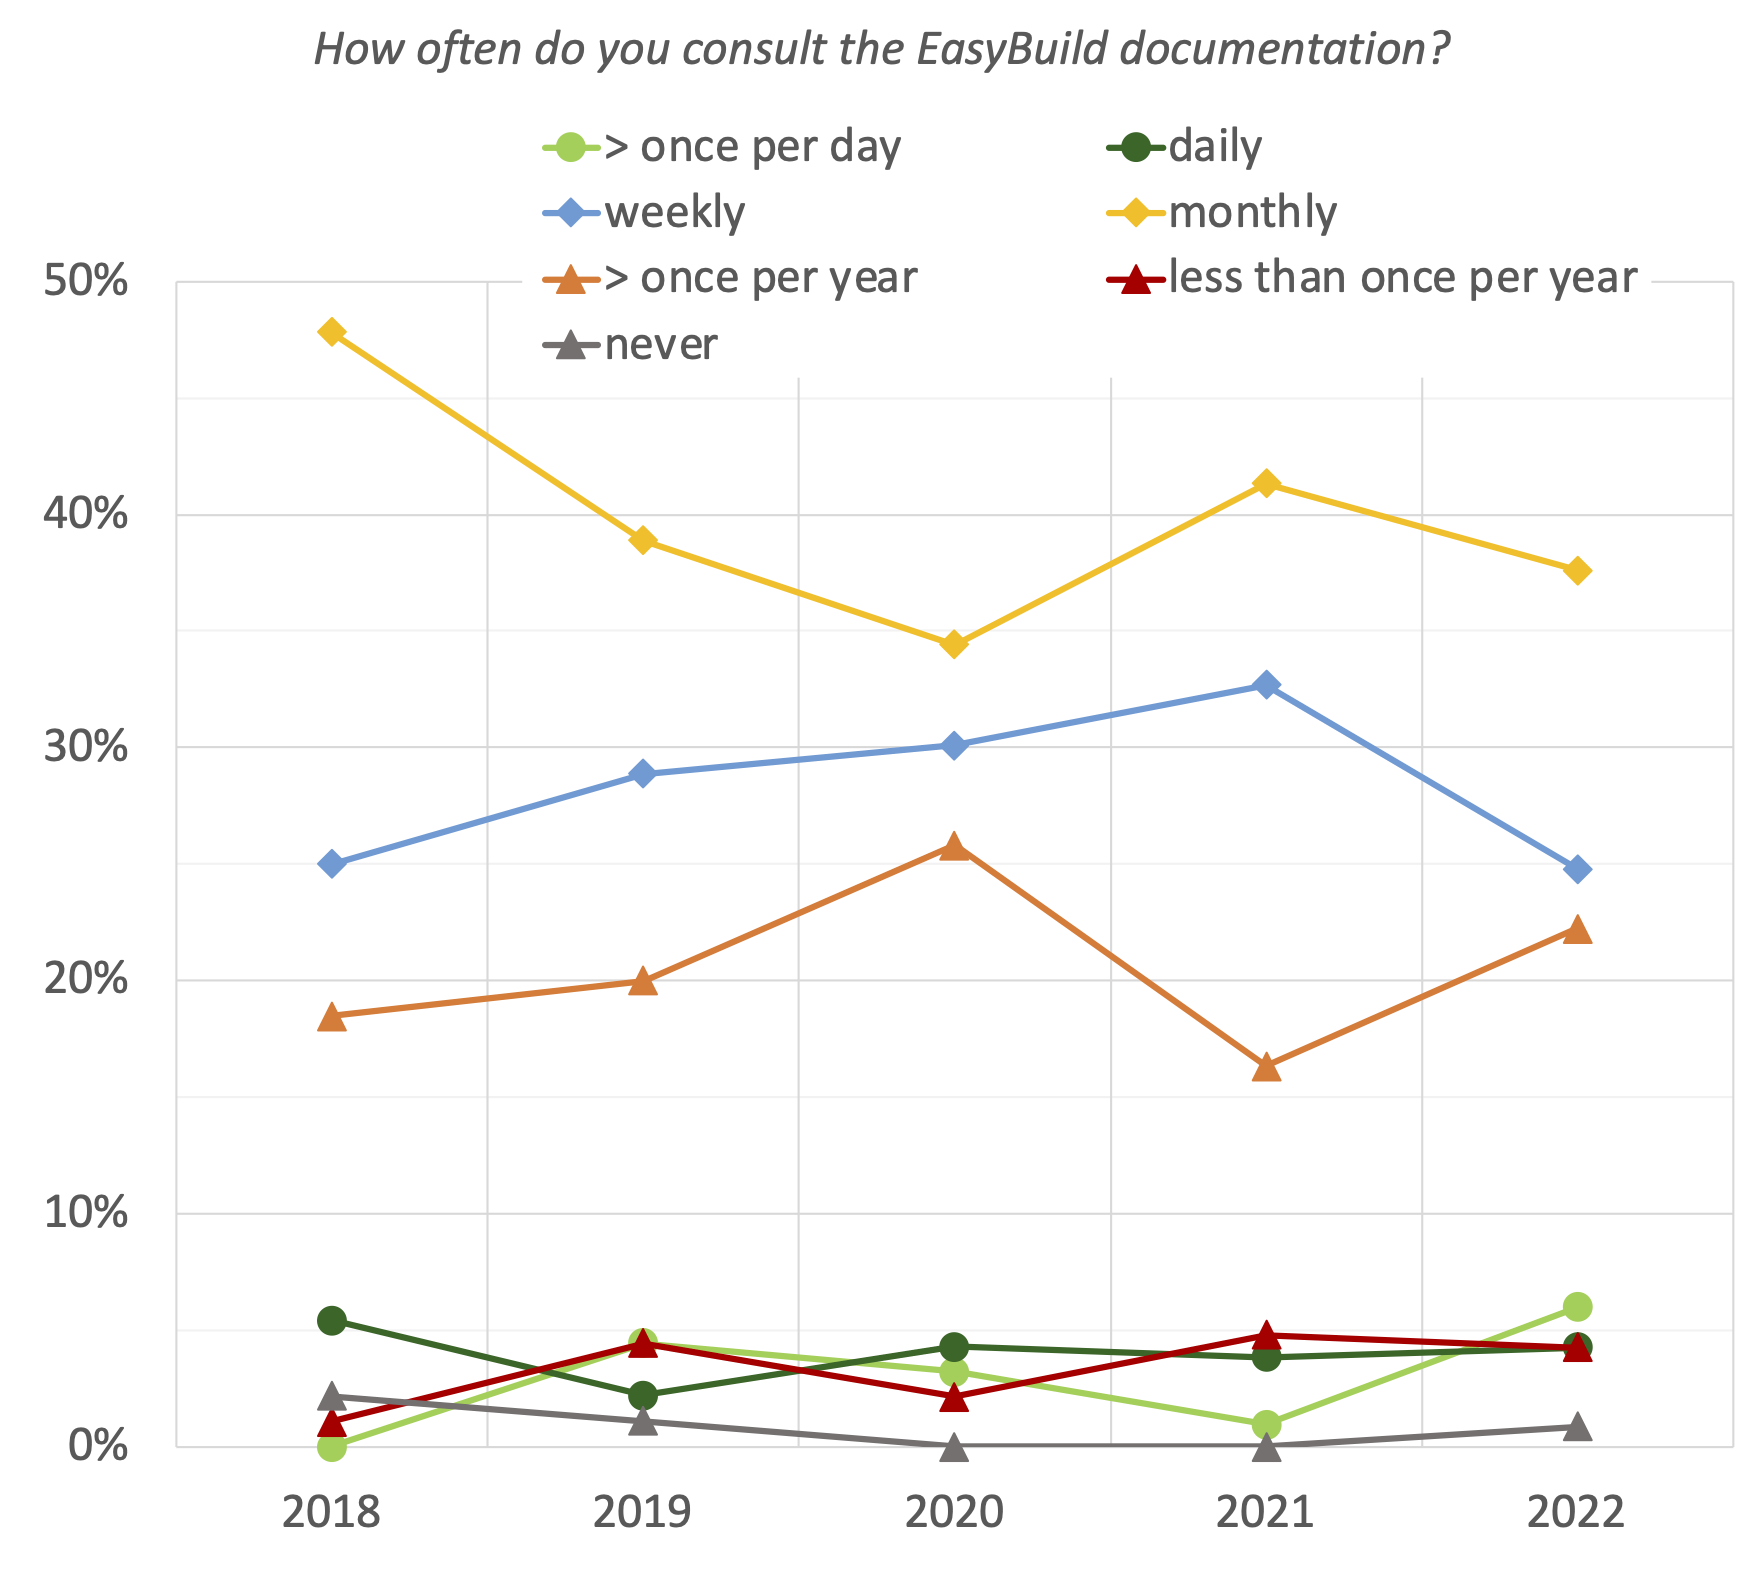 How often do you consult the EasyBuild documentation?
> once per day
daily
weekly
monthly
> once per year
less than once per year
never
50%
40%
30%
20%
10%
0%
2018
2019
2020
2021
2022